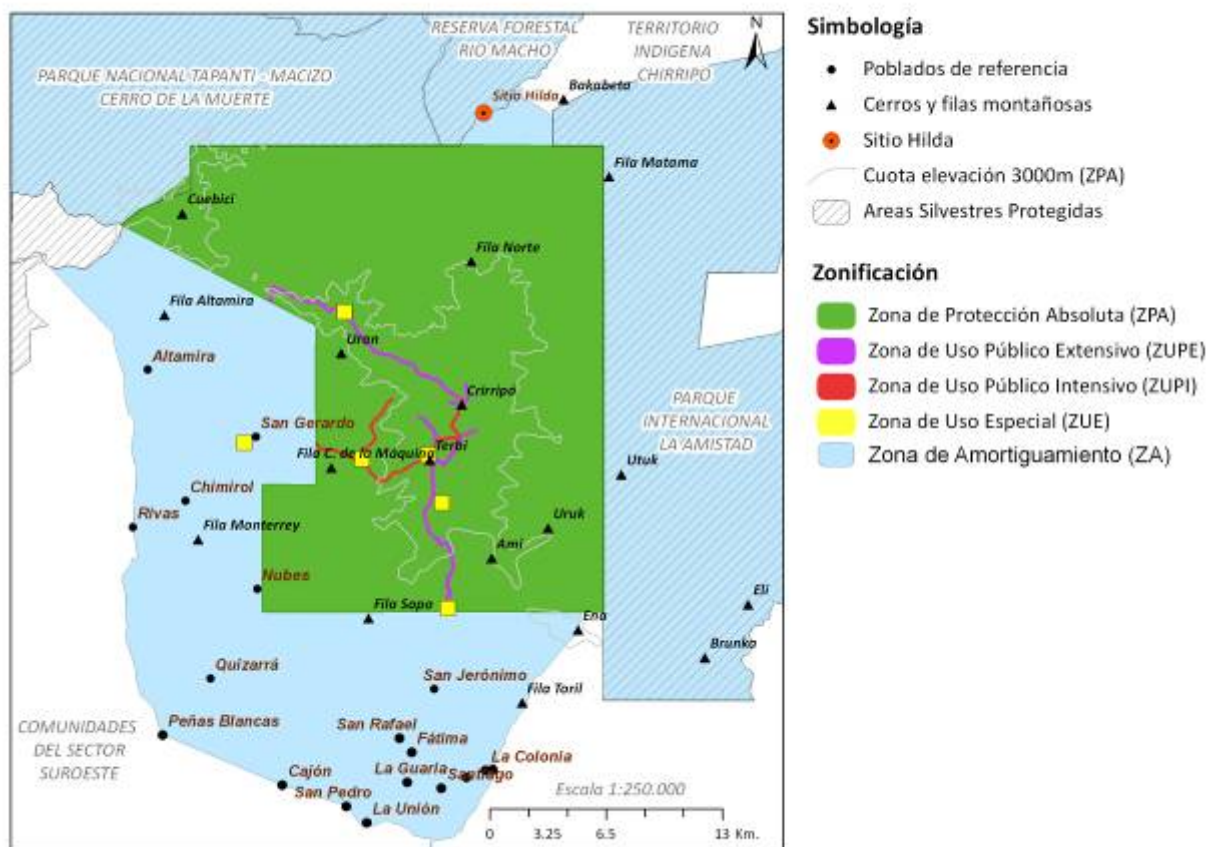 RESERVA FORESTAL
RIO MACHO
TERRITORIO
INDIGENA
CHIRRIPO
N
PARQUE NACIONAL TAPANTI - MACIZO
CERRO DE LA MUERTE
Sitio Hilda
Bakabeta
Fila Matama
Cuebici
Fila Norte
Fila Altamira
Uran
Altamira
Crirripo
PARQUE
INTERNACIONAL
LA AMISTAD
San Gerardo
Fila C. de la Máquina
Terbi
Utuk
Chimirol
Rivas
Fila Monterrey
Uruk
Ami
Nubes
Fila Sapa
Ena
Eli
Brunka
Quizarrá
San Jerónimo
Fila Toril
Peñas Blancas
COMUNIDADES
DEL SECTOR
SUROESTE
San Rafael
Fátima
La Colonia
Cajón
La Guaria
Santiago
San Pedro
La Unión
Escala 1:250.000
0 3.25 6.5 13 Km.
Simbología
Poblados de referencia
Cerros y filas montañosas
Sitio Hilda
Cuota elevación 3000m (ZPA)
Areas Silvestres Protegidas
Zonificación
Zona de Protección Absoluta (ZPA)
Zona de Uso Público Extensivo (ZUPE)
Zona de Uso Público Intensivo (ZUPI)
Zona de Uso Especial (ZUE)
Zona de Amortiguamiento (ZA)